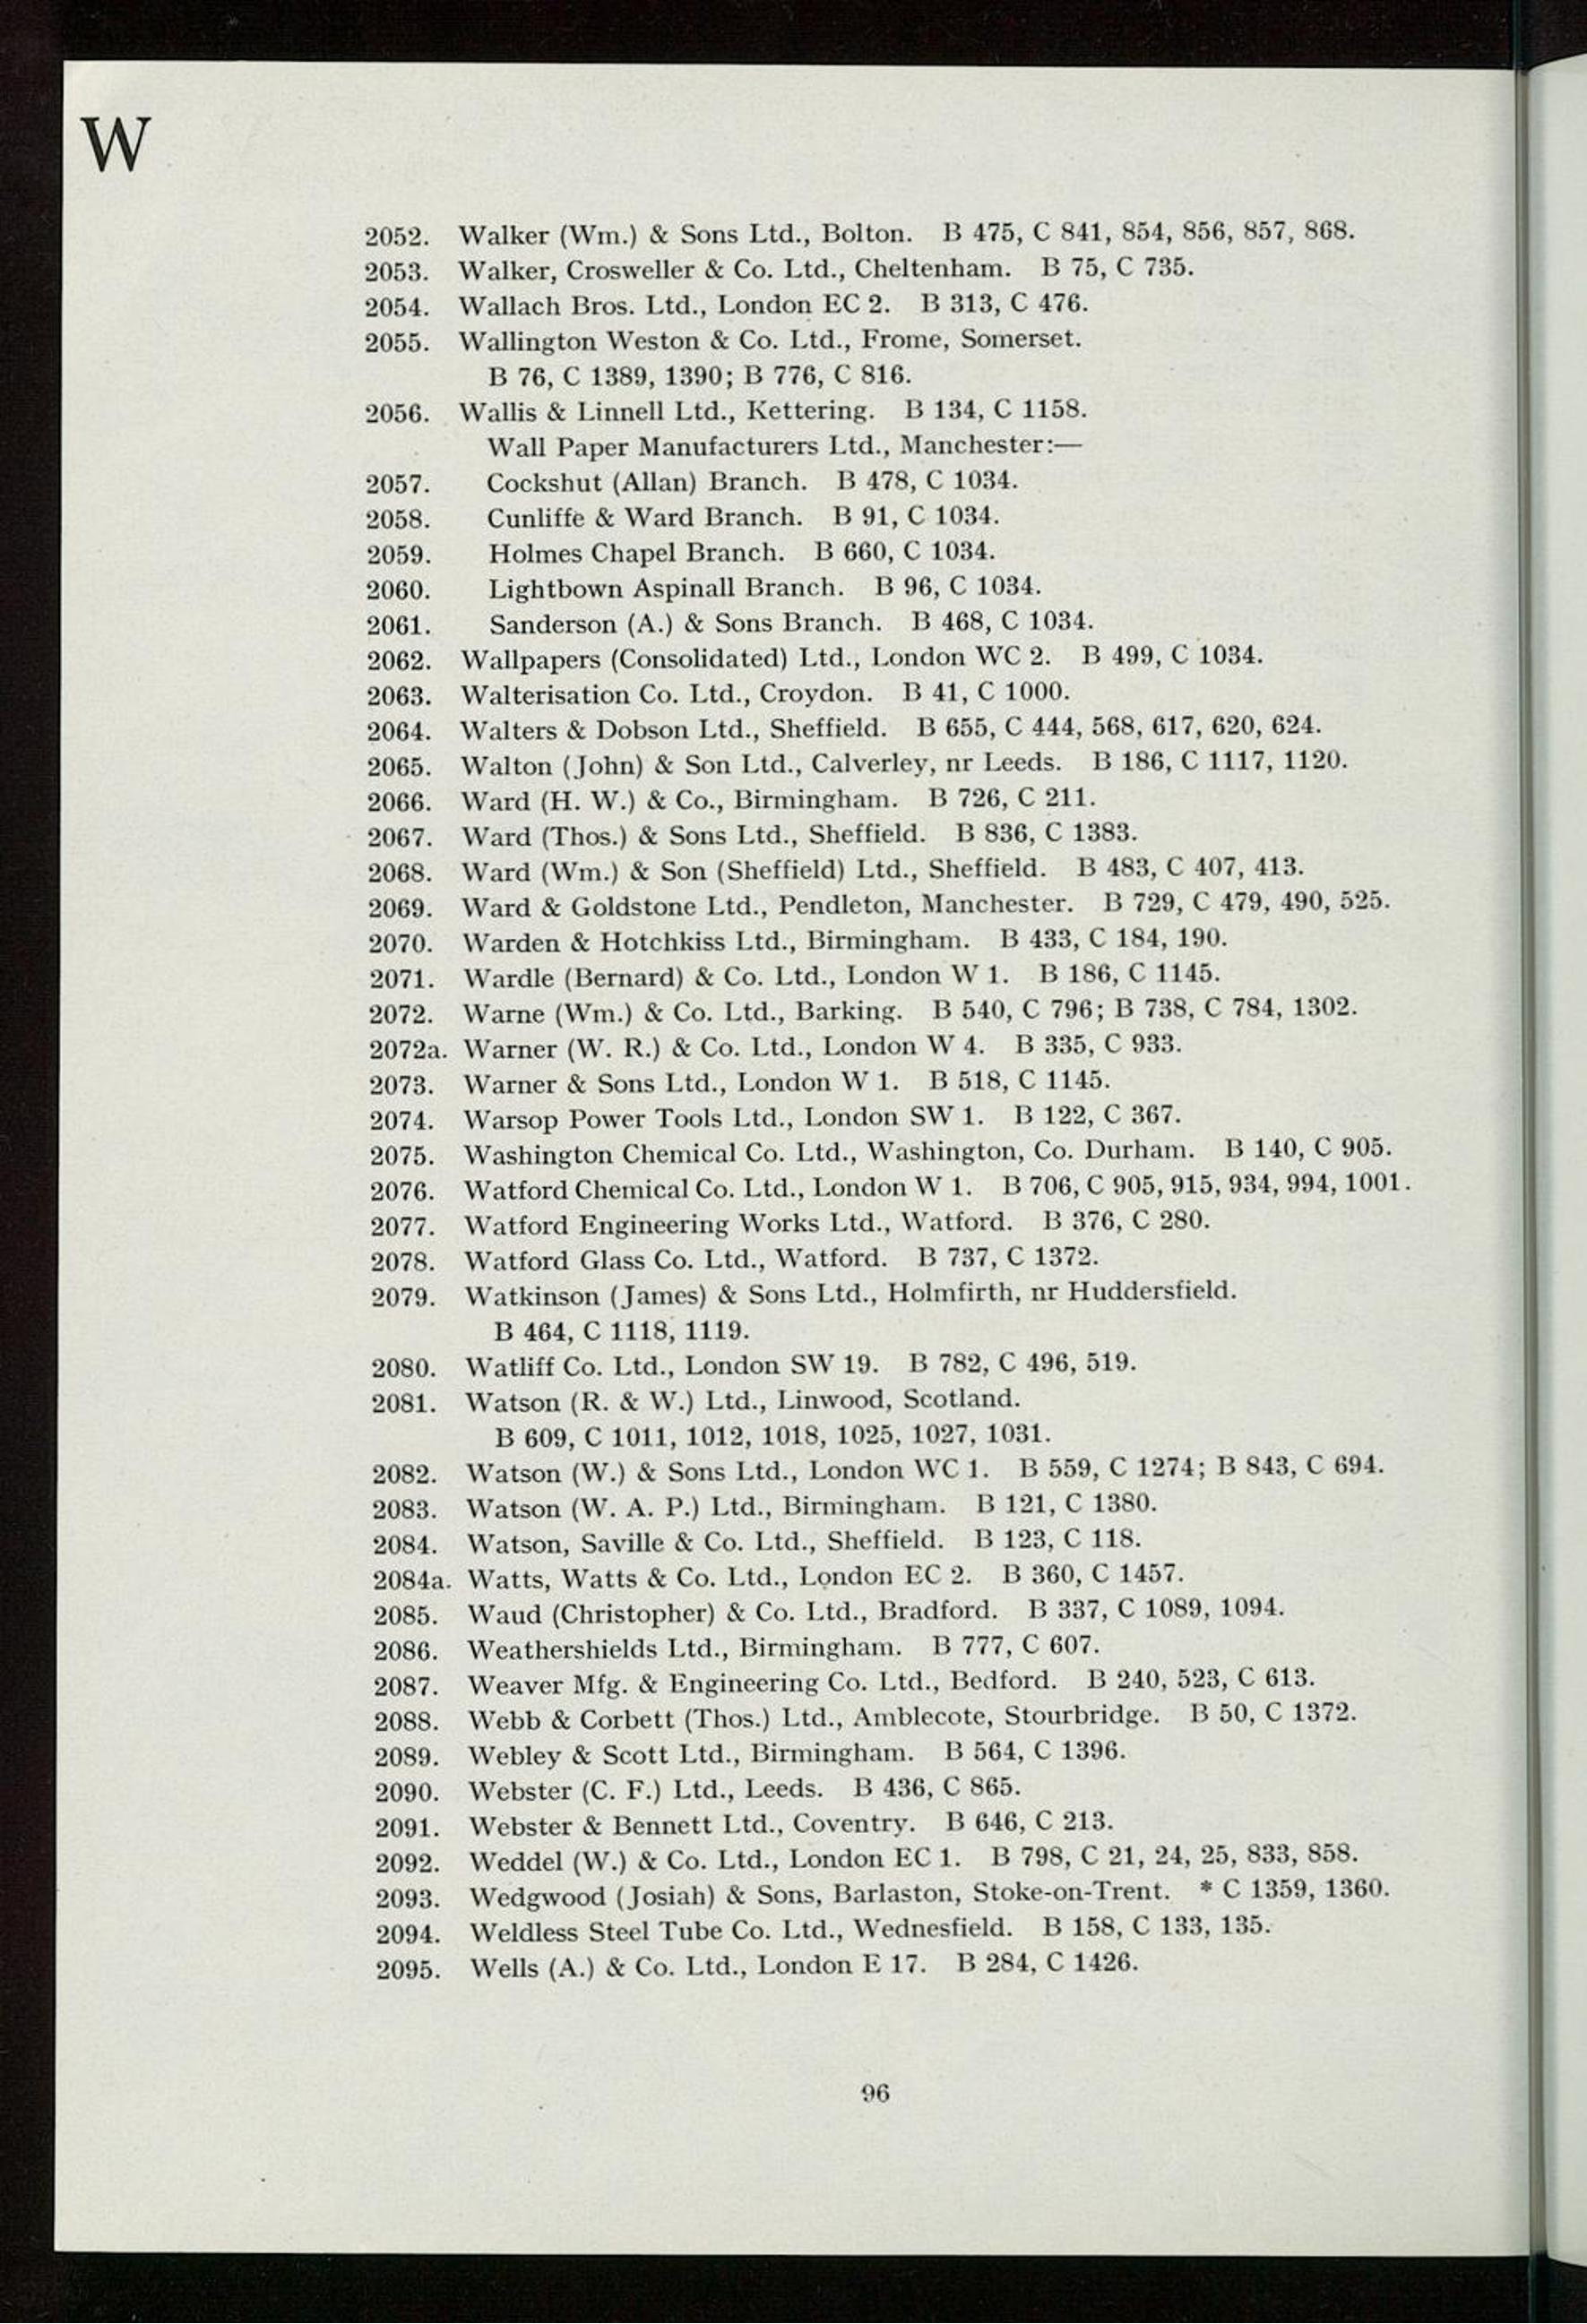 W
2052. Walker (Wm.) & Sons Ltd., Bolton. B 475, C 841, 854, 856, 857, 868.
2053. Walker, Crosweller & Co. Ltd., Cheltenham. B 75, C 735.
2054. Wallach Bros. Ltd., London EC 2. B 313, C 476.
2055. Wallington Weston & Co. Ltd., Frome, Somerset.
B 76, C 1389, 1390; B 776, C 816.
2056. Wallis & Linnell Ltd., Kettering. B 134, C 1158.
Wall Paper Manufacturers Ltd., Manchester:—
2057. Cockshut (Allan) Branch. B 478, C 1034.
2058. Cunliffe & Ward Branch. B 91, C 1034.
2059. Holmes Chapel Branch. B 660, C 1034.
2060. Lightbown Aspinall Branch. B 96, C 1034.
2061. Sanderson (A.) & Sons Branch. B 468, C 1034.
2062. Wallpapers (Consolidated) Ltd., London WC 2. B 499, C 1034.
2063. Walterisation Co. Ltd., Croydon. B 41, C 1000.
2064. Walters & Dobson Ltd., Sheffield. B 655, C 444, 568, 617, 620, 624.
2065. Walton (John) & Son Ltd., Calverley, nr Leeds. B 186, C 1117, 1120.
2066. Ward (H. W.) & Co., Birmingham. B 726, C 211.
2067. Ward (Thos.) & Sons Ltd., Sheffield. B 836, C 1383.
2068. Ward (Wm.) & Son (Sheffield) Ltd., Sheffield. B 483, C 407, 413.
2069. Ward & Goldstone Ltd., Pendleton, Manchester. B 729, C 479, 490, 525.
2070. Warden & Hotchkiss Ltd., Birmingham. B 433, C 184, 190.
2071. Wardle (Bernard) & Co. Ltd., London W 1. B 186, C 1145.
2072. Warne (Wm.) & Co. Ltd., Barking. B 540, C 796; B 738, C 784, 1302.
2072a. Warner (W. R.) & Co. Ltd., London W 4. B 335, C 933.
2073. Warner & Sons Ltd., London W 1. B 518, C 1145.
2074. Warsop Power Tools Ltd., London SW 1. B 122, C 367.
2075. Washington Chemical Co. Ltd., Washington, Co. Durham. B 140, C 905.
2076. Watford Chemical Co. Ltd., London W 1. B 706, C 905, 915, 934, 994, 1001.
2077. Watford Engineering Works Ltd., Watford. B 376, C 280.
2078. Watford Glass Co. Ltd., Watford. B 737, C 1372.
2079. Watkinson (James) & Sons Ltd., Holmfirth, nr Huddersfield.
B 464, C 1118, 1119.
2080. Watliff Co. Ltd., London SW 19. B 782, C 496, 519.
2081. Watson (R. & W.) Ltd., Linwood, Scotland.
B 609, C 1011, 1012, 1018, 1025, 1027, 1031.
2082. Watson (W.) & Sons Ltd., London WC 1. B 559, C 1274; B 843, C 694.
2083. Watson (W. A. P.) Ltd., Birmingham. B 121, C 1380.
2084. Watson, Saville & Co. Ltd., Sheffield. B 123, C 118.
2084a. Watts, Watts & Co. Ltd., London EC 2. B 360, C 1457.
2085. Waud (Christopher) & Co. Ltd., Bradford. B 337, C 1089, 1094.
2086. Weathershields Ltd., Birmingham. B 777, C 607.
2087. Weaver Mfg. & Engineering Co. Ltd., Bedford. B 240, 523, C 613.
2088. Webb & Corbett (Thos.) Ltd., Amblecote, Stourbridge. B 50, C 1372.
2089. Webley & Scott Ltd., Birmingham. B 564, C 1396.
2090. Webster (C. F.) Ltd., Leeds. B 436, C 865.
2091. Webster & Bennett Ltd., Coventry. B 646, C 213.
2092. Weddel (W.) & Co. Ltd., London EC 1. B 798, C 21, 24, 25, 833, 858.
2093. Wedgwood (Josiah) & Sons, Barlaston, Stoke-on-Trent. * C 1359, 1360.
2094. Weldless Steel Tube Co. Ltd., Wednesfield. B 158, C 133, 135.
2095. Wells (A.) & Co. Ltd., London E 17. B 284, C 1426.
96